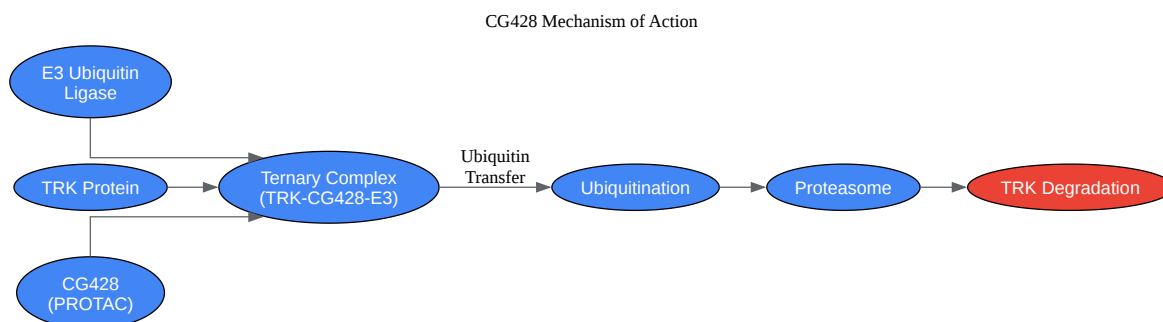 CG428 Mechanism of Action
E3 Ubiquitin
Ligase
TRK Protein
CG428
(PROTAC)
Ternary Complex
(TRK-CG428-E3)
Ubiquitin
Transfer
Ubiquitination
Proteasome
TRK Degradation